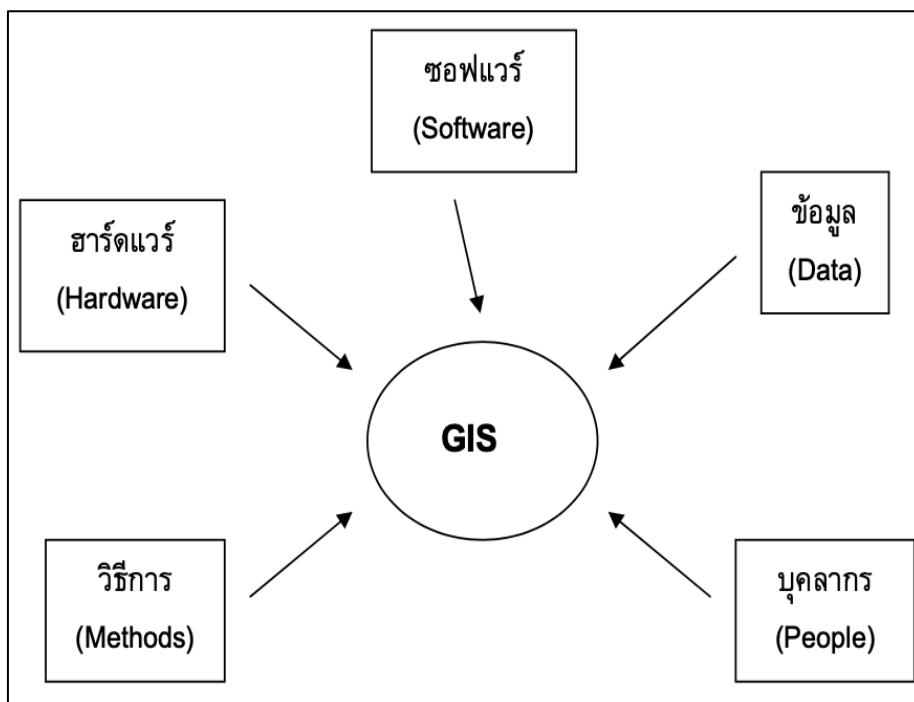 ซอฟแวร์
(Software)
ฮาร์ดแวร์
(Hardware)
ข้อมูล
(Data)
GIS
วิธีการ
(Methods)
บุคลากร
(People)